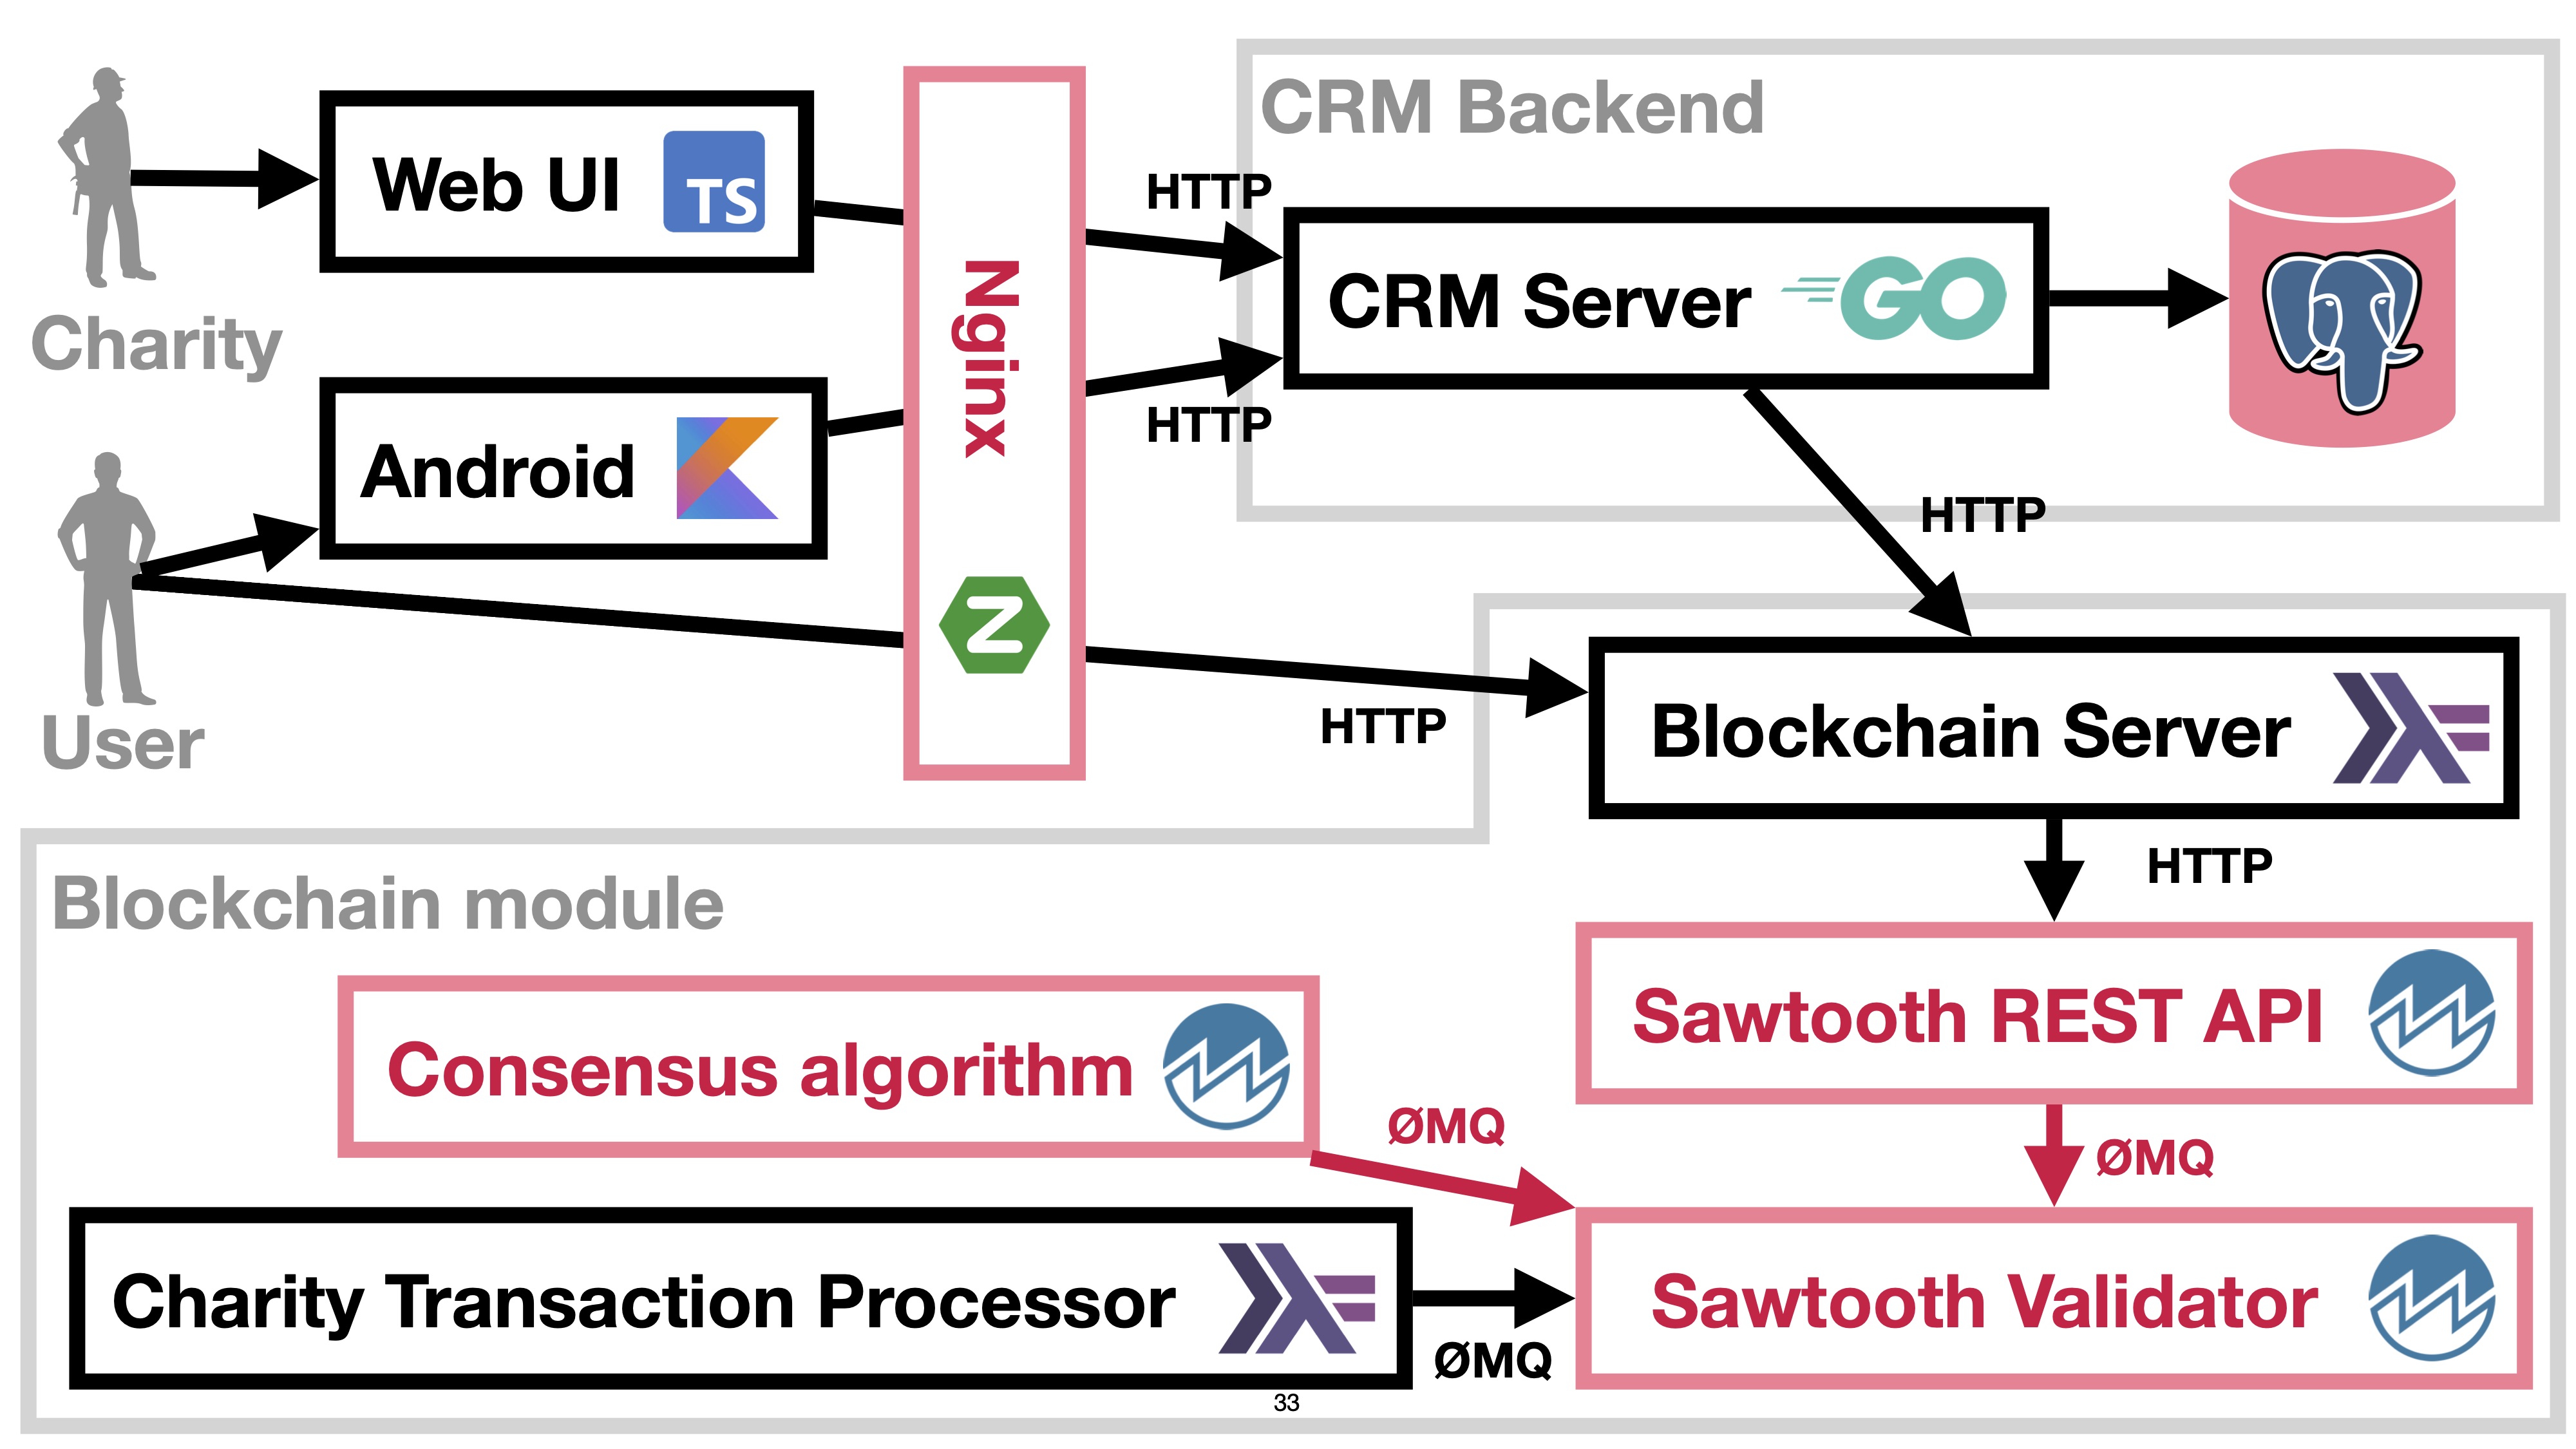 CRM Backend
Web UI
TS
HTTP
Charity
Nginx
CRM Server
GO
Android
HTTP
User
HTTP
HTTP
Blockchain Server
HTTP
Blockchain module
Sawtooth REST API
Consensus algorithm
ØMQ
ØMQ
Charity Transaction Processor
ØMQ
Sawtooth Validator
33